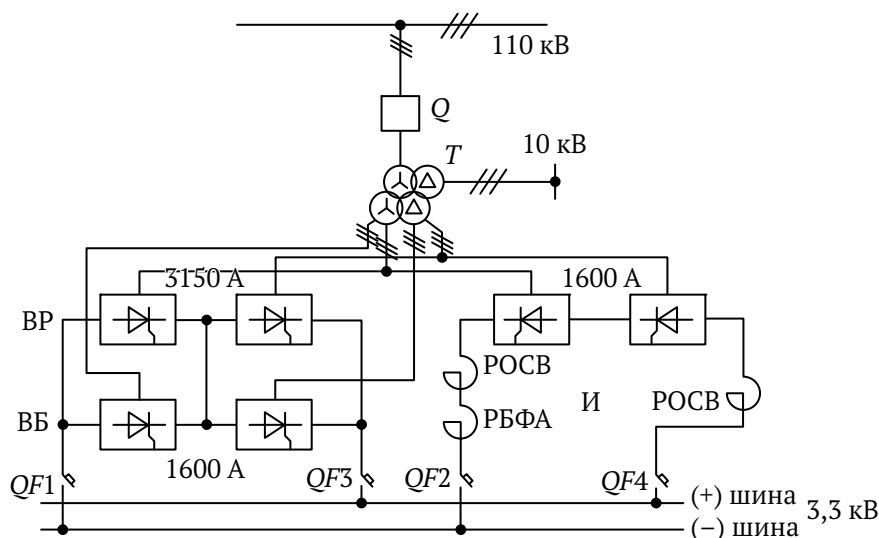 110 кВ
Q
10 кВ
T
3150 А
1600 А
ВР
РОСВ
И
РОСВ
РБФА
ВБ
1600 А
QF1
QF3
QF2
QF4
(+) шина
3,3 кВ
(−) шина